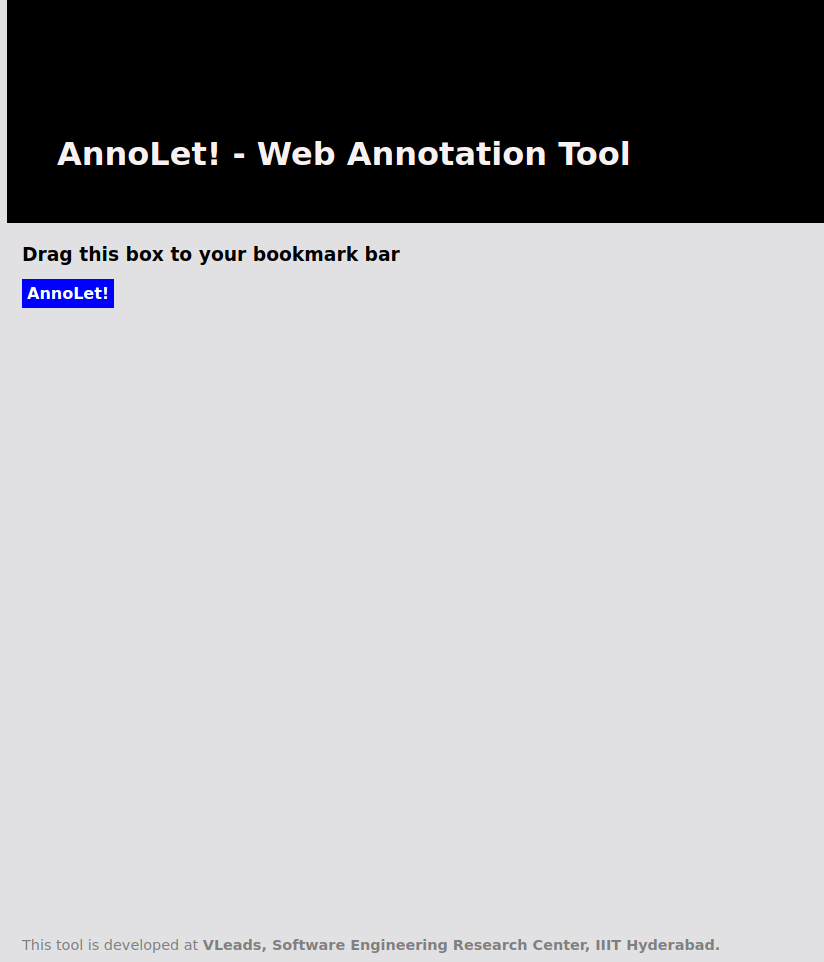 AnnoLet! - Web Annotation Tool
Drag this box to your bookmark bar
AnnoLet!
This tool is developed at VLeads, Software Engineering Research Center, IIIT Hyderabad.